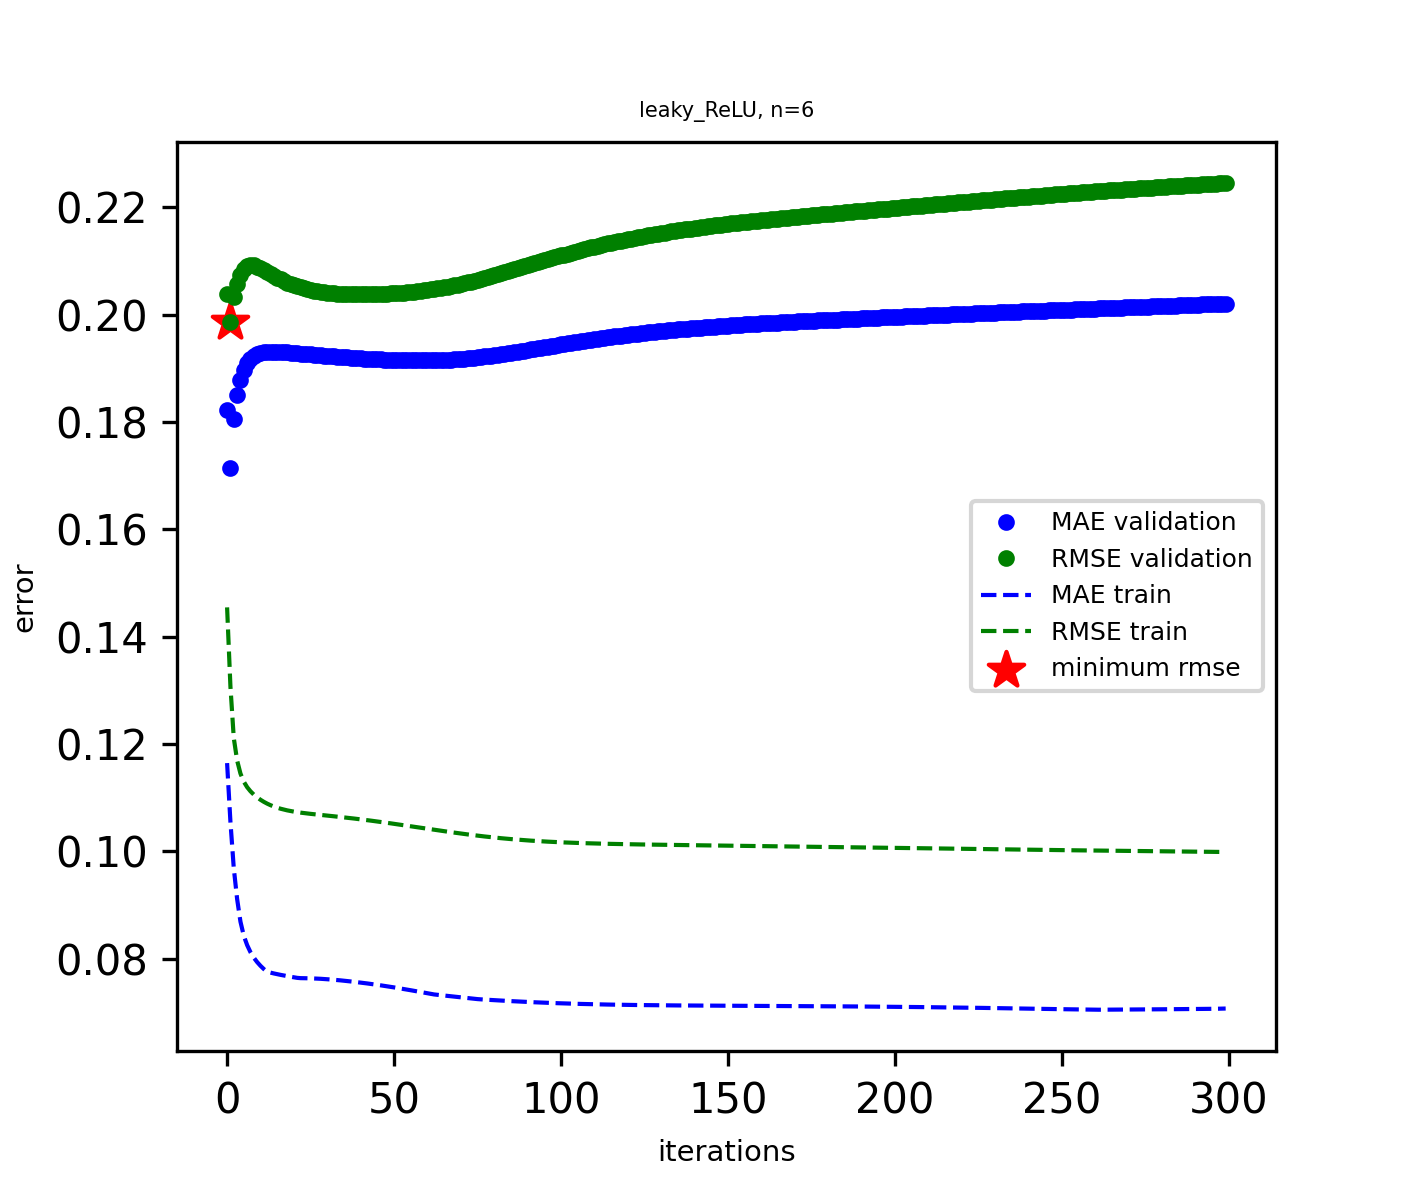 leaky_ReLU, n=6
0.22
0.20
0.18
0.16
0.14
0.12
0.10
0.08
error
MAE validation
RMSE validation
MAE train
RMSE train
minimum rmse
0 50 100 150 200 250 300
iterations